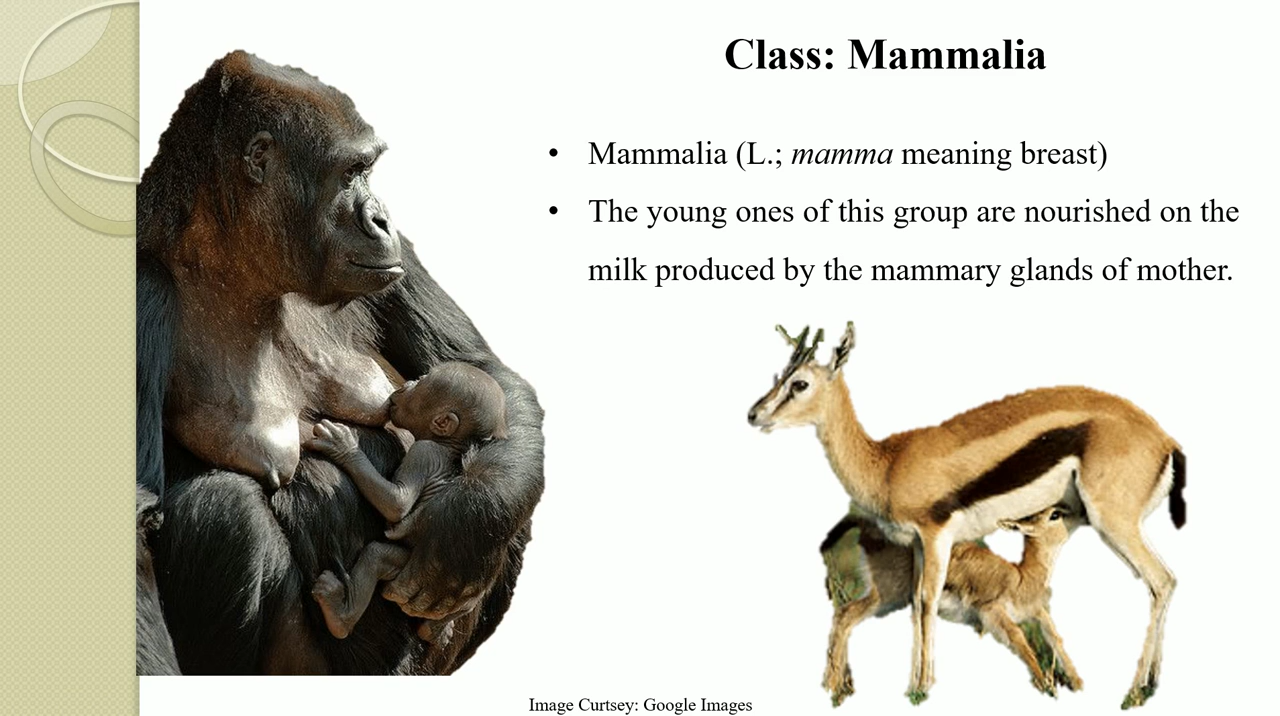 Class: Mammalia
• Mammalia (L.; mamma meaning breast)
• The young ones of this group are nourished on the
milk produced by the mammary glands of mother.
Image Curtsey: Google Images